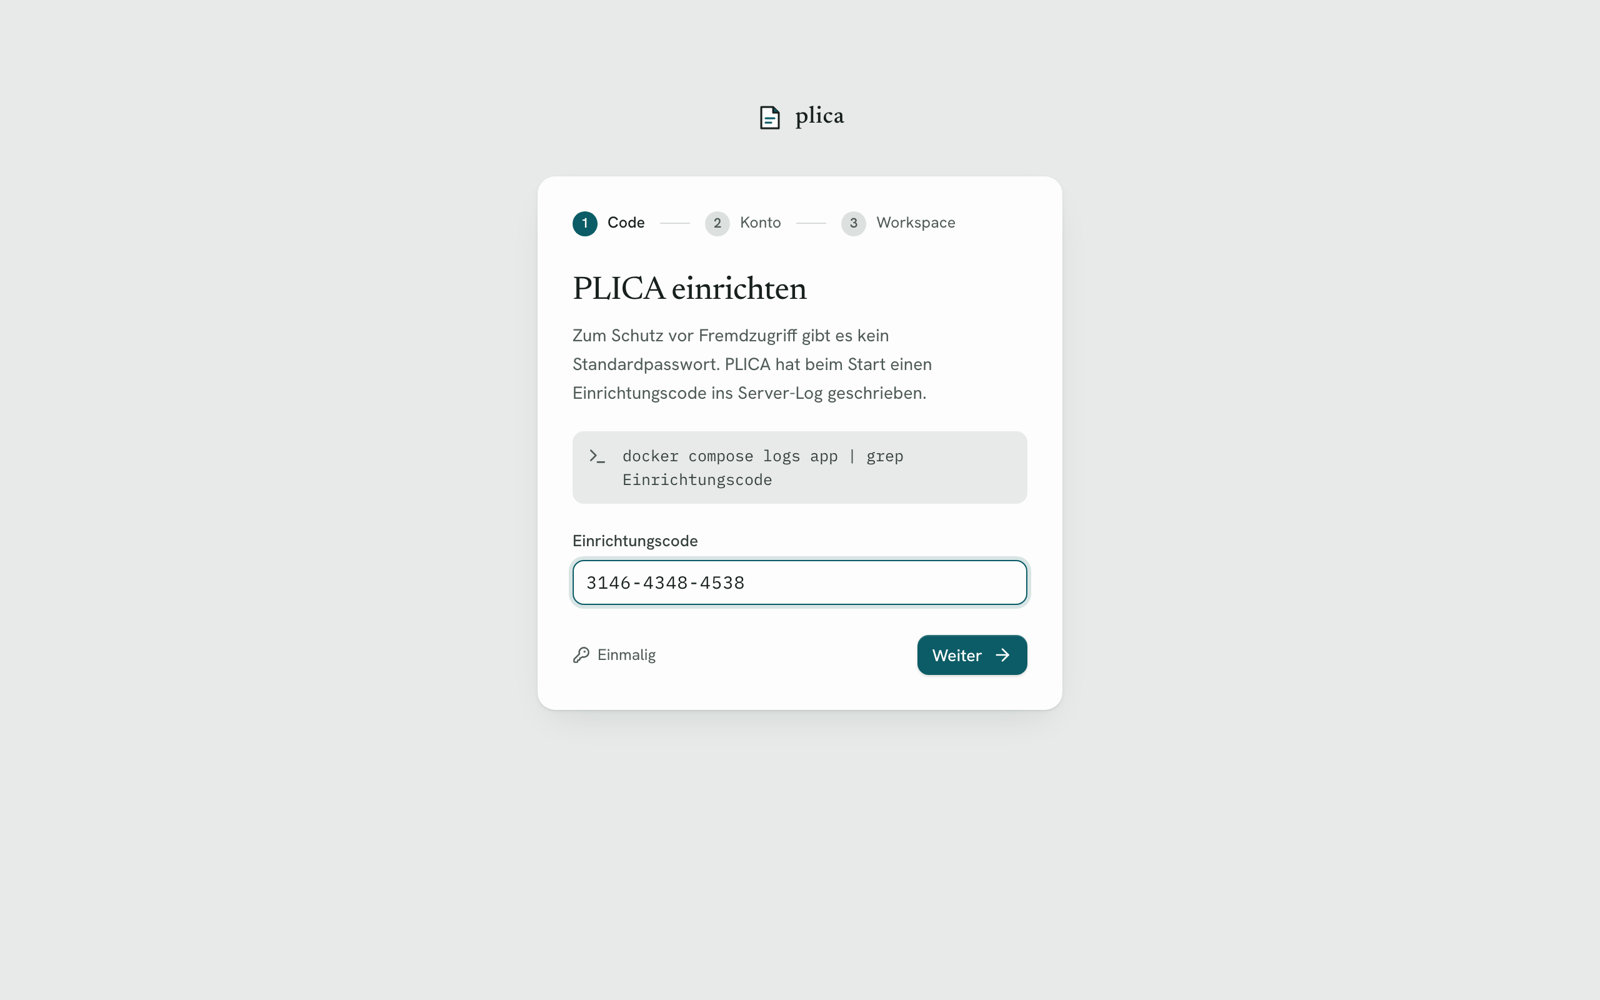 plica
1 Code 2 Konto 3 Workspace
PLICA einrichten
Zum Schutz vor Fremdzugriff gibt es kein
Standardpasswort. PLICA hat beim Start einen
Einrichtungscode ins Server-Log geschrieben.
docker compose logs app | grep
Einrichtungscode
Einrichtungscode
3146-4348-4538
Einmalig
Weiter